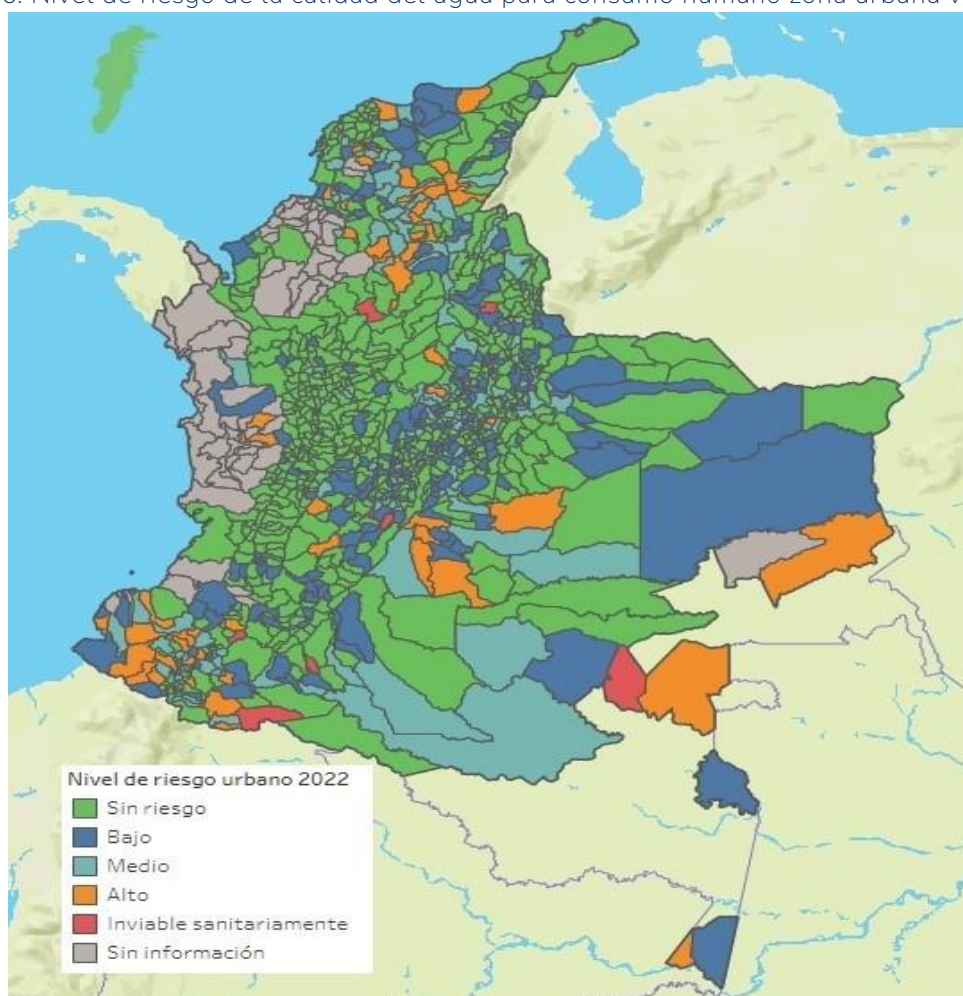 Nivel de riesgo de la calidad del agua para consumo humano zona urbana
Nivel de riesgo urbano 2022
Sin riesgo
Bajo
Medio
Alto
Inviable sanitariamente
Sin información